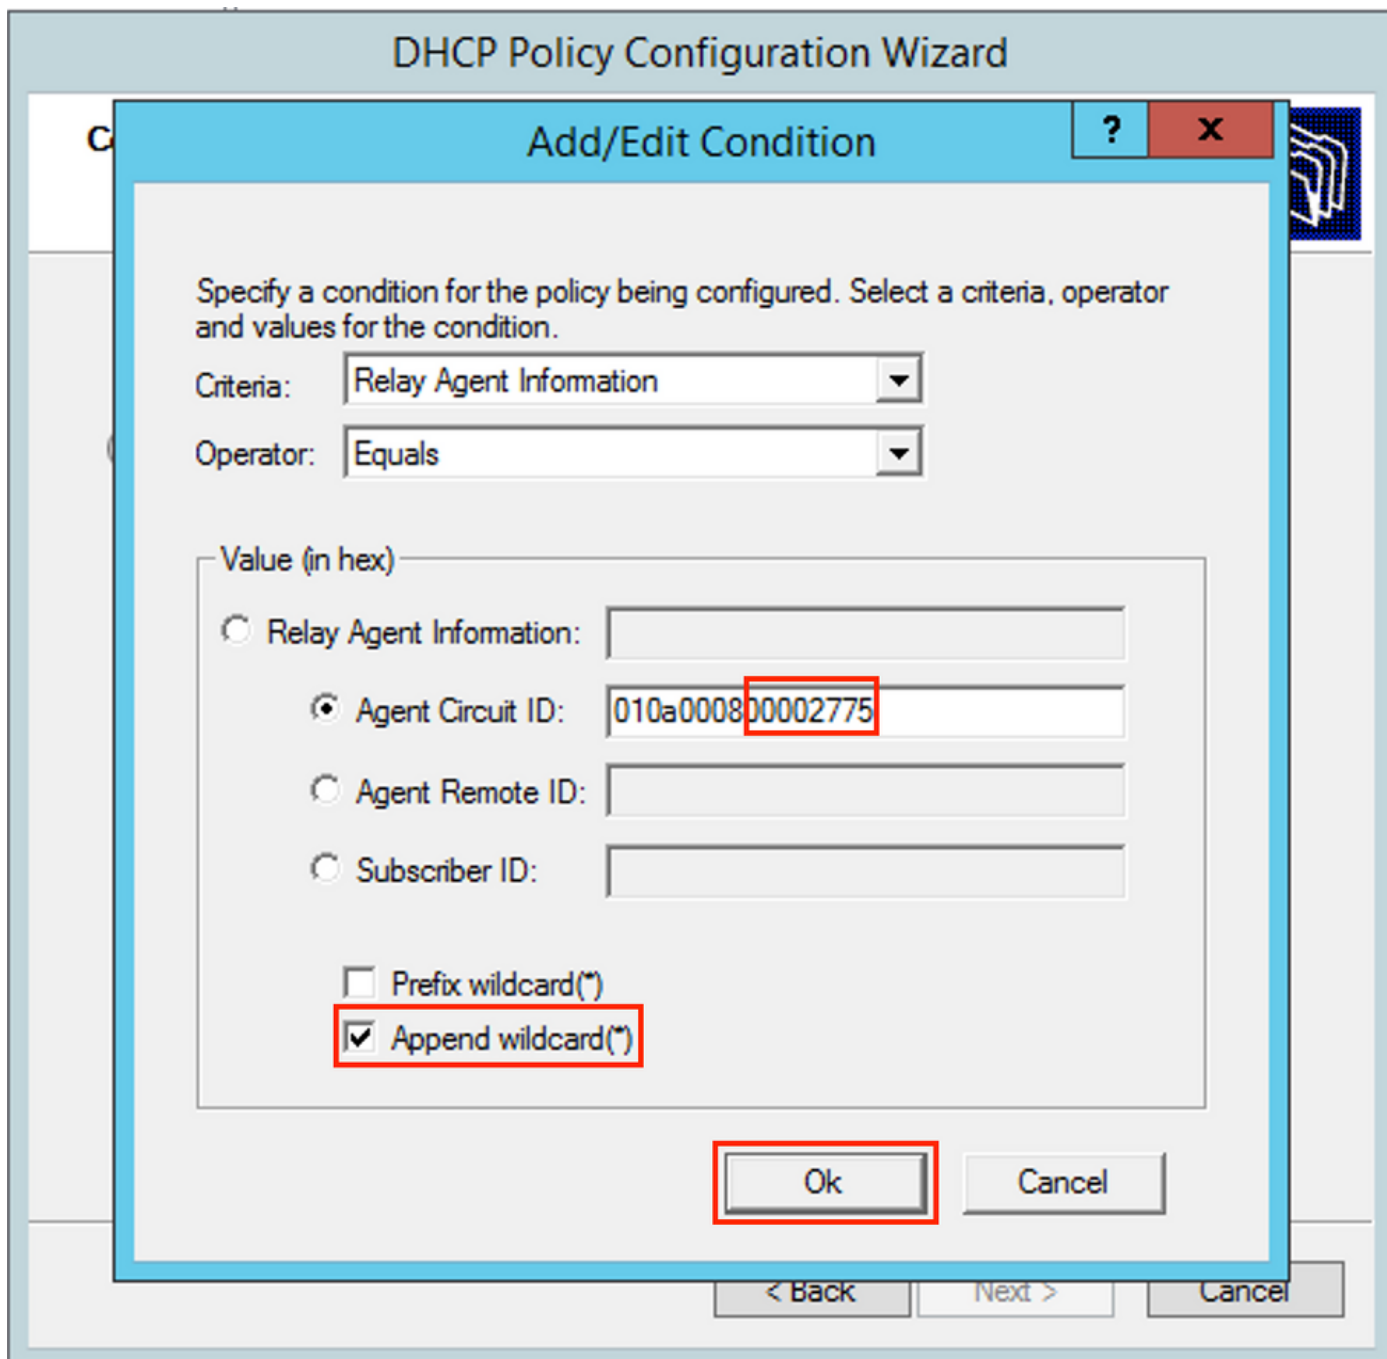 DHCP Policy Configuration Wizard
Add/Edit Condition
?
x
Specify a condition for the policy being configured. Select a criteria, operator
and values for the condition.
Criteria:
Relay Agent Information
Operator:
Equals
Value (in hex)
Relay Agent Information:
Agent Circuit ID:
010a000800002775
Agent Remote ID:
Subscriber ID:
Prefix wildcard(*)
Append wildcard(*)
Ok
Cancel
< Back
Next >
Cancel